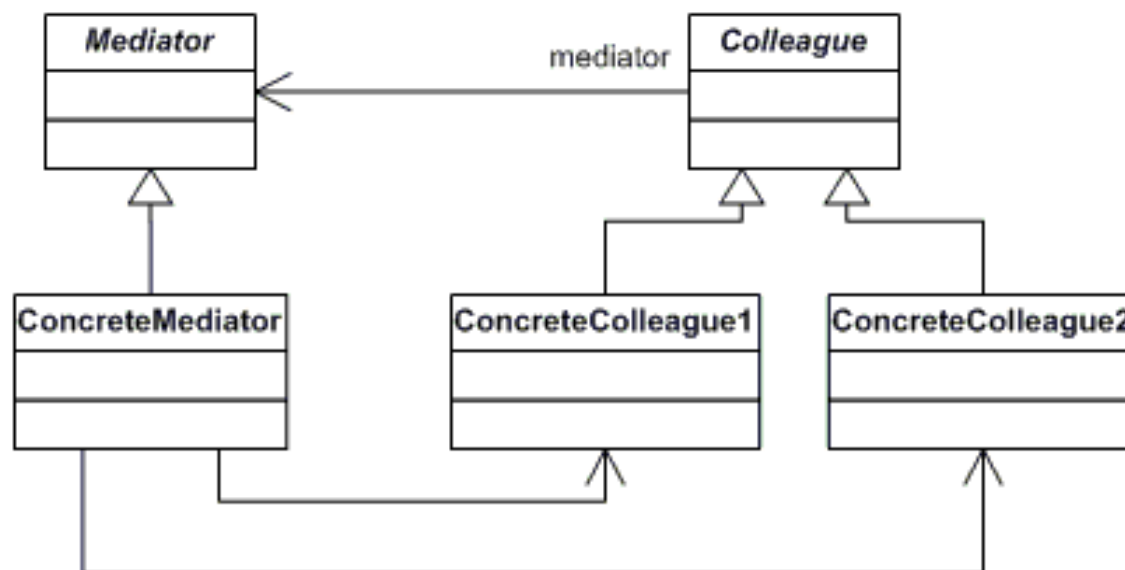 Mediator
Colleague
mediator
ConcreteMediator
ConcreteColleague1
ConcreteColleague2